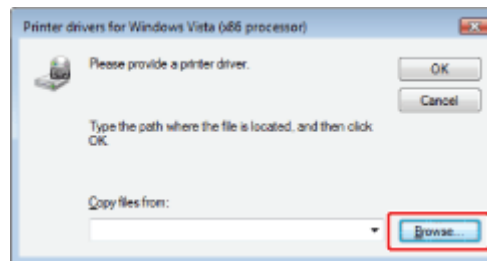 Printer drivers for Windows Vista (x86 processor)
Please provide a printer driver.
OK
Cancel
Type the path where the file is located, and then click
OK.
Copy files from:
Browse...